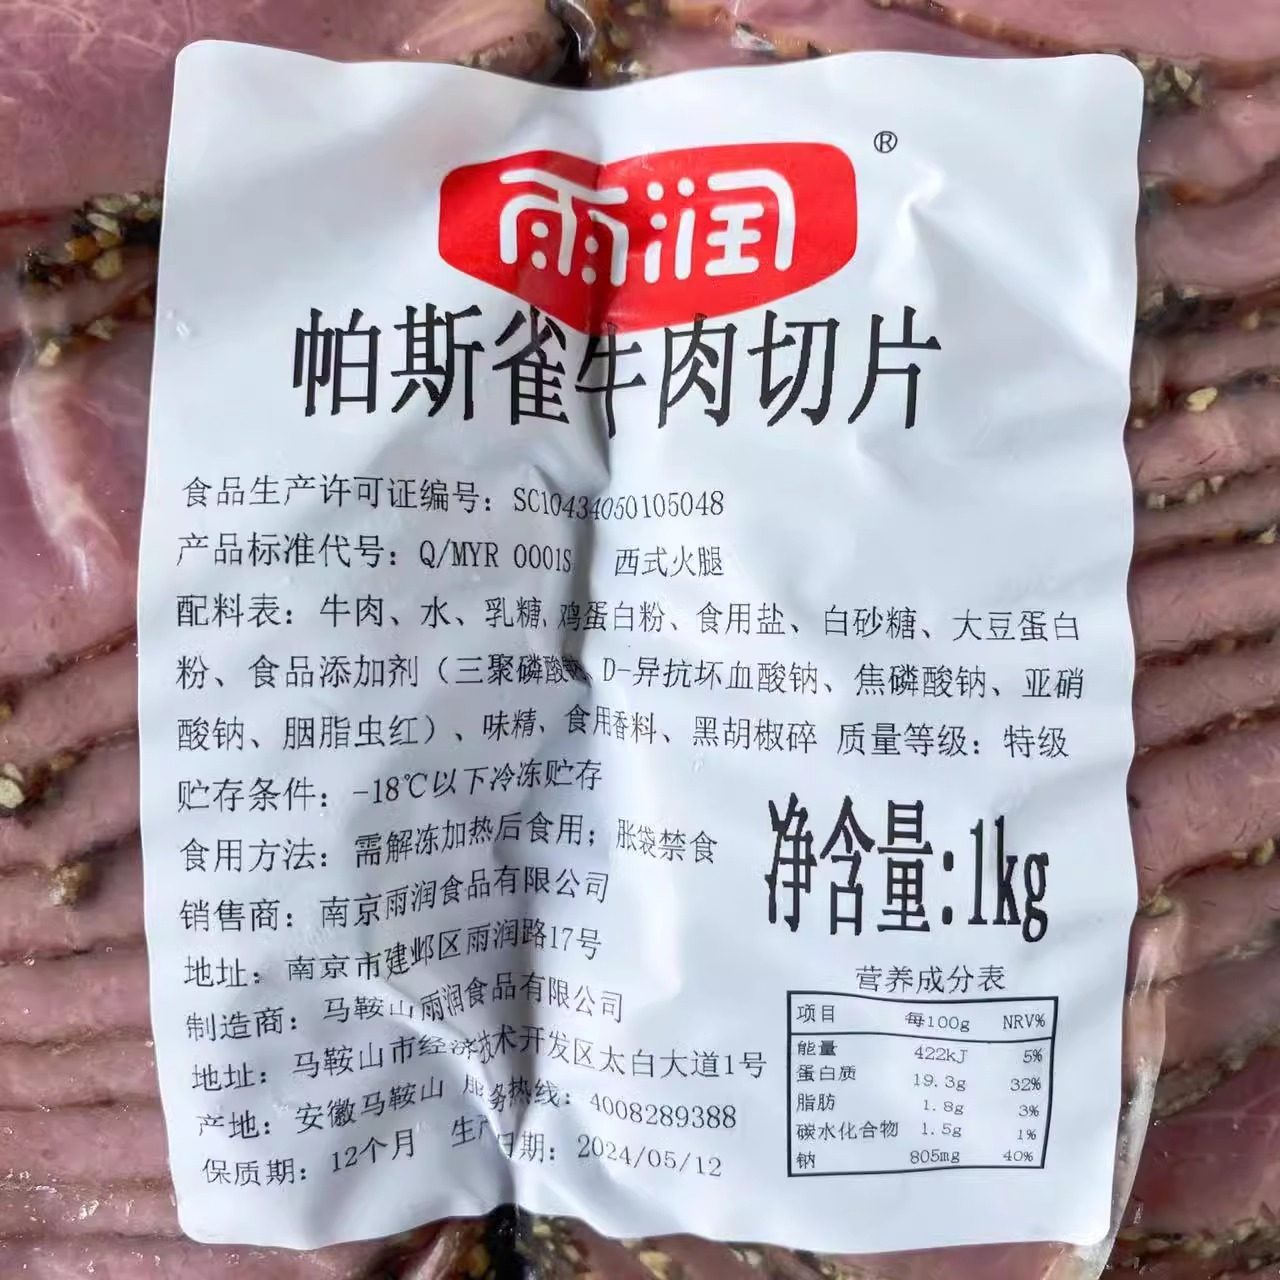 雨润®
帕斯雀牛肉切片
食品生产许可证编号：SC10434050105048
产品标准代号：Q/MYR 0001S 西式火腿
配料表：牛肉、水、乳糖、鸡蛋白粉、食用盐、白砂糖、大豆蛋白
粉、食品添加剂（三聚磷酸钠、D-异抗坏血酸钠、焦磷酸钠、亚硝
酸钠、胭脂虫红）、味精、食用香料、黑胡椒碎 质量等级：特级
贮存条件：-18℃以下冷冻贮存
食用方法：需解冻加热后食用；胀袋禁食
净含量：1kg
销售商：南京雨润食品有限公司
地址：南京市建邺区雨润路17号
制造商：马鞍山雨润食品有限公司
地址：马鞍山市经济技术开发区太白大道1号
产地：安徽马鞍山 服务热线：4008289388
保质期：12个月 生产日期：2024/05/12
营养成分表
项目 每100g NRV%
能量 422kJ 5%
蛋白质 19.3g 32%
脂肪 1.8g 3%
碳水化合物 1.5g 1%
钠 805mg 40%